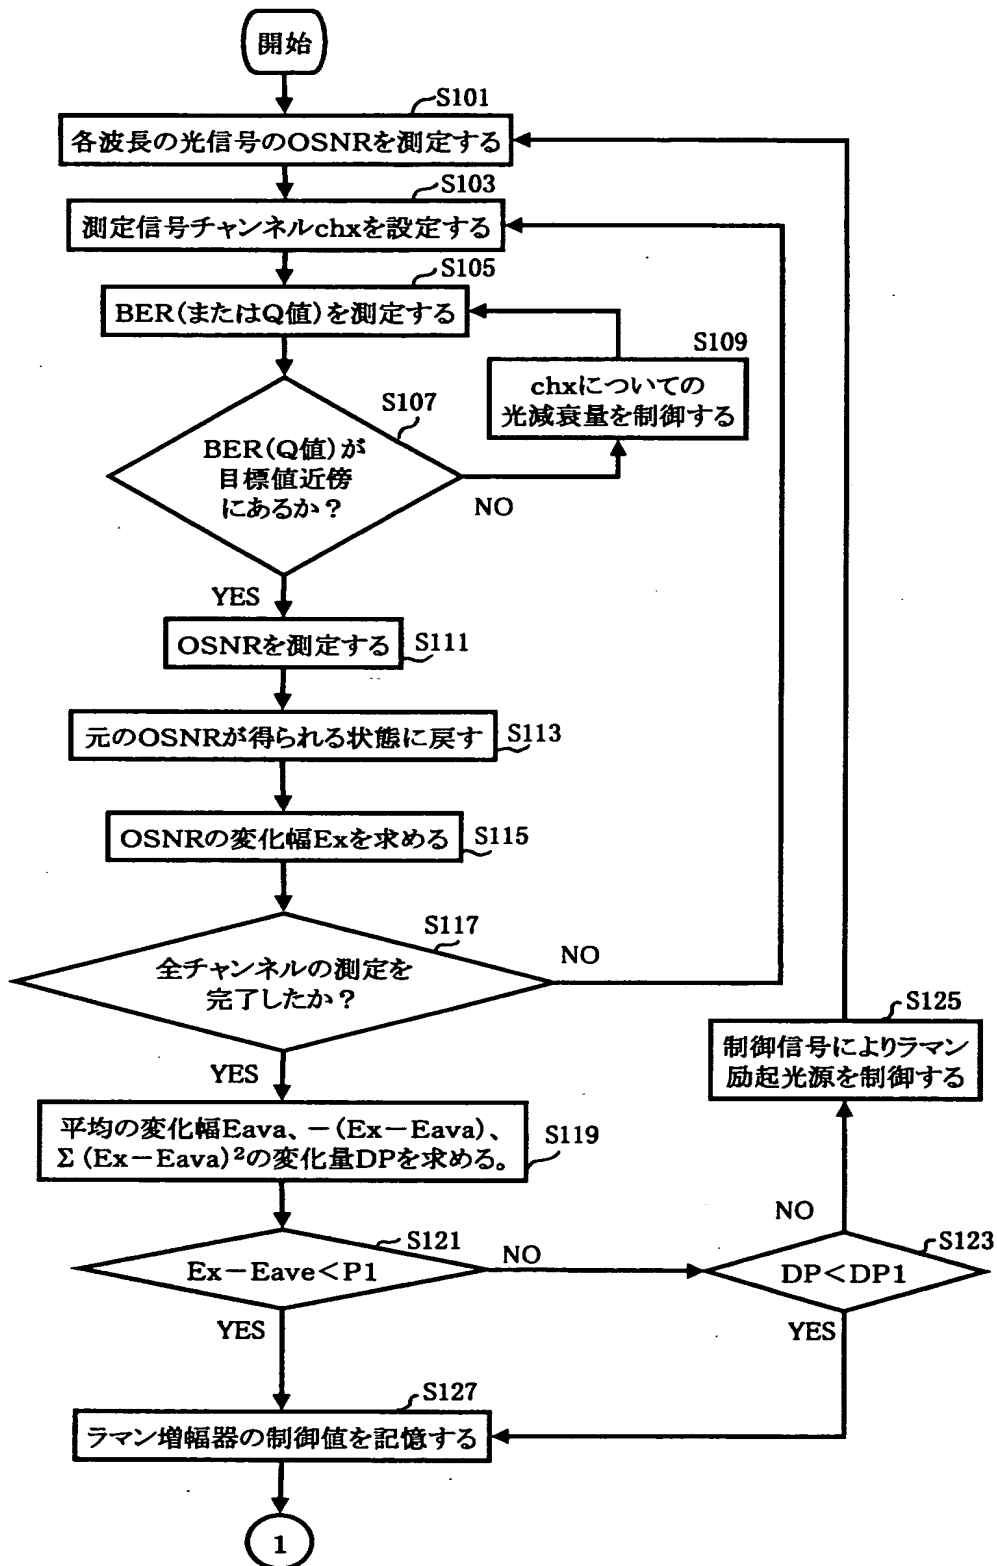 開始
S101
各波長の光信号のOSNRを測定する
S103
測定信号チャンネルchxを設定する
S105
BER(またはQ値)を測定する
S109
chxについての
光減衰量を制御する
S107
BER(Q値)が
目標値近傍
にあるか?
NO
YES
OSNRを測定する
S111
元のOSNRが得られる状態に戻す
S113
OSNRの変化幅Exを求める
S115
S117
全チャンネルの測定を
完了したか?
NO
YES
S125
制御信号によりラマン
励起光源を制御する
平均の変化幅Eava、-(Ex-Eava)、
Σ(Ex-Eava)²の変化量DPを求める。
S119
S121
Ex-Eave<P1
NO
YES
NO
S123
DP<DP1
YES
S127
ラマン増幅器の制御値を記憶する
1